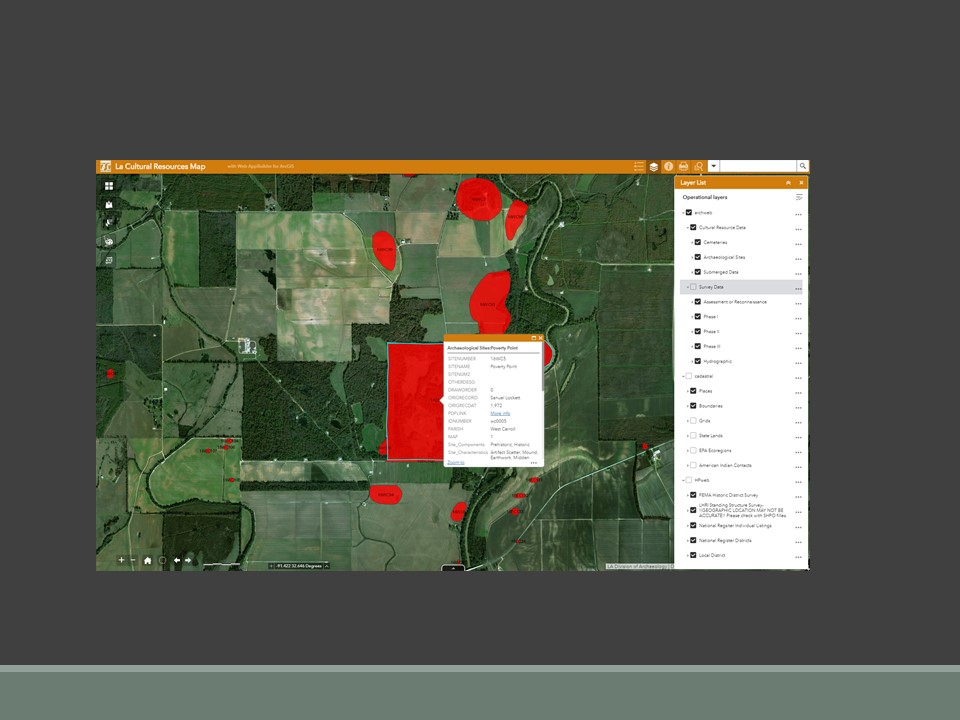 La Cultural Resources Map
with Web AppBuilder for ArcGIS
Layer List
Operational layers
archweb
Cultural Resource Data
Cemeteries
Archaeological Sites
Submerged Data
Survey Data
Assessment or Reconnaissance
Phase I
Phase II
Phase III
Hydrographic
cadastral
Places
Boundaries
Grids
State Lands
EPA Ecoregions
American Indian Contacts
HPweb
FEMA Historic District Survey
LHRI Standing Structure Survey-
!!GEOGRAPHIC LOCATION MAY NOT BE
ACCURATE!! Please check with SHPO files.
National Register Individual Listings
National Register Districts
Local District
Archaeological Sites:Poverty Point
SITENUMBER 16WC5
SITENAME Poverty Point
SITENUM2
OTHERDESG
DRAWORDER 0
ORIGRECORD Samuel Lockett
ORIGRECDAT 1,972
PDFLINK More info
IDNUMBER wc0005
PARISH West Carroll
MAP 1
Site_Components Prehistoric, Historic
Site_Characteristics Artifact Scatter, Mound,
Earthwork, Midden
Zoom to
-91.422 32.646 Degrees